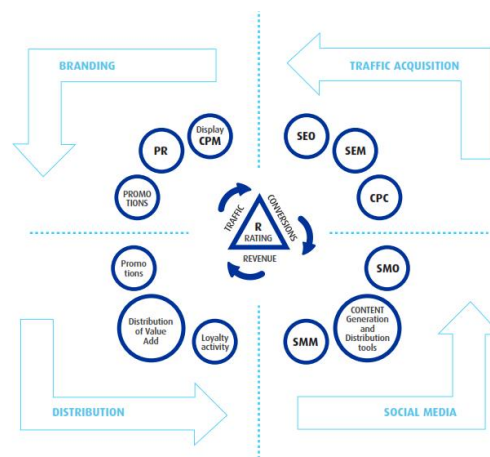 BRANDING
TRAFFIC ACQUISITION
Display
CPM
PR
PROMO
TIONS
SEO
SEM
CPC
TRAFFIC
CONVERSIONS
R
RATING
REVENUE
Promo
tions
Distribution
of Value
Add
Loyalty
activity
SMO
CONTENT
Generation
and
Distribution
tools
SMM
DISTRIBUTION
SOCIAL MEDIA